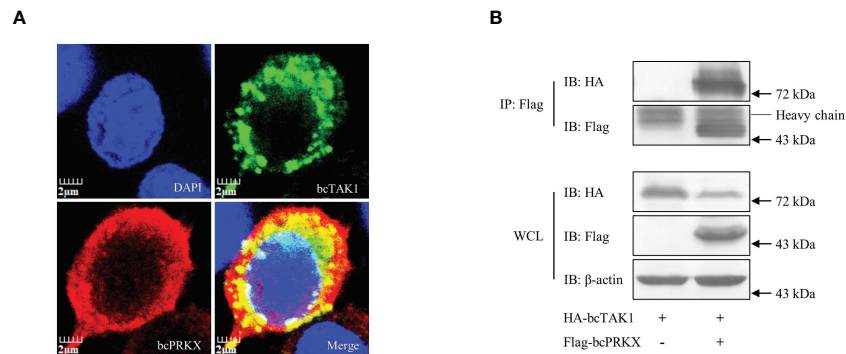 A
B
DAPI
2μm
bcTAK1
2μm
bcPRKX
2μm
Merge
2μm
IP: Flag
IB: HA
72 kDa
Heavy chain
IB: Flag
43 kDa
WCL
IB: HA
72 kDa
IB: Flag
43 kDa
IB: β-actin
43 kDa
HA-bcTAK1 + +
Flag-bcPRKX - +